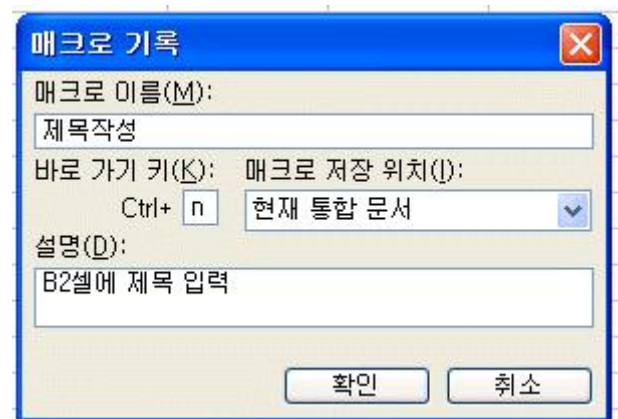 매크로 기록
매크로 이름(M):
제목작성
바로 가기 키(K): 매크로 저장 위치(I):
Ctrl+ n 현재 통합 문서
설명(D):
B2셀에 제목 입력
확인 취소